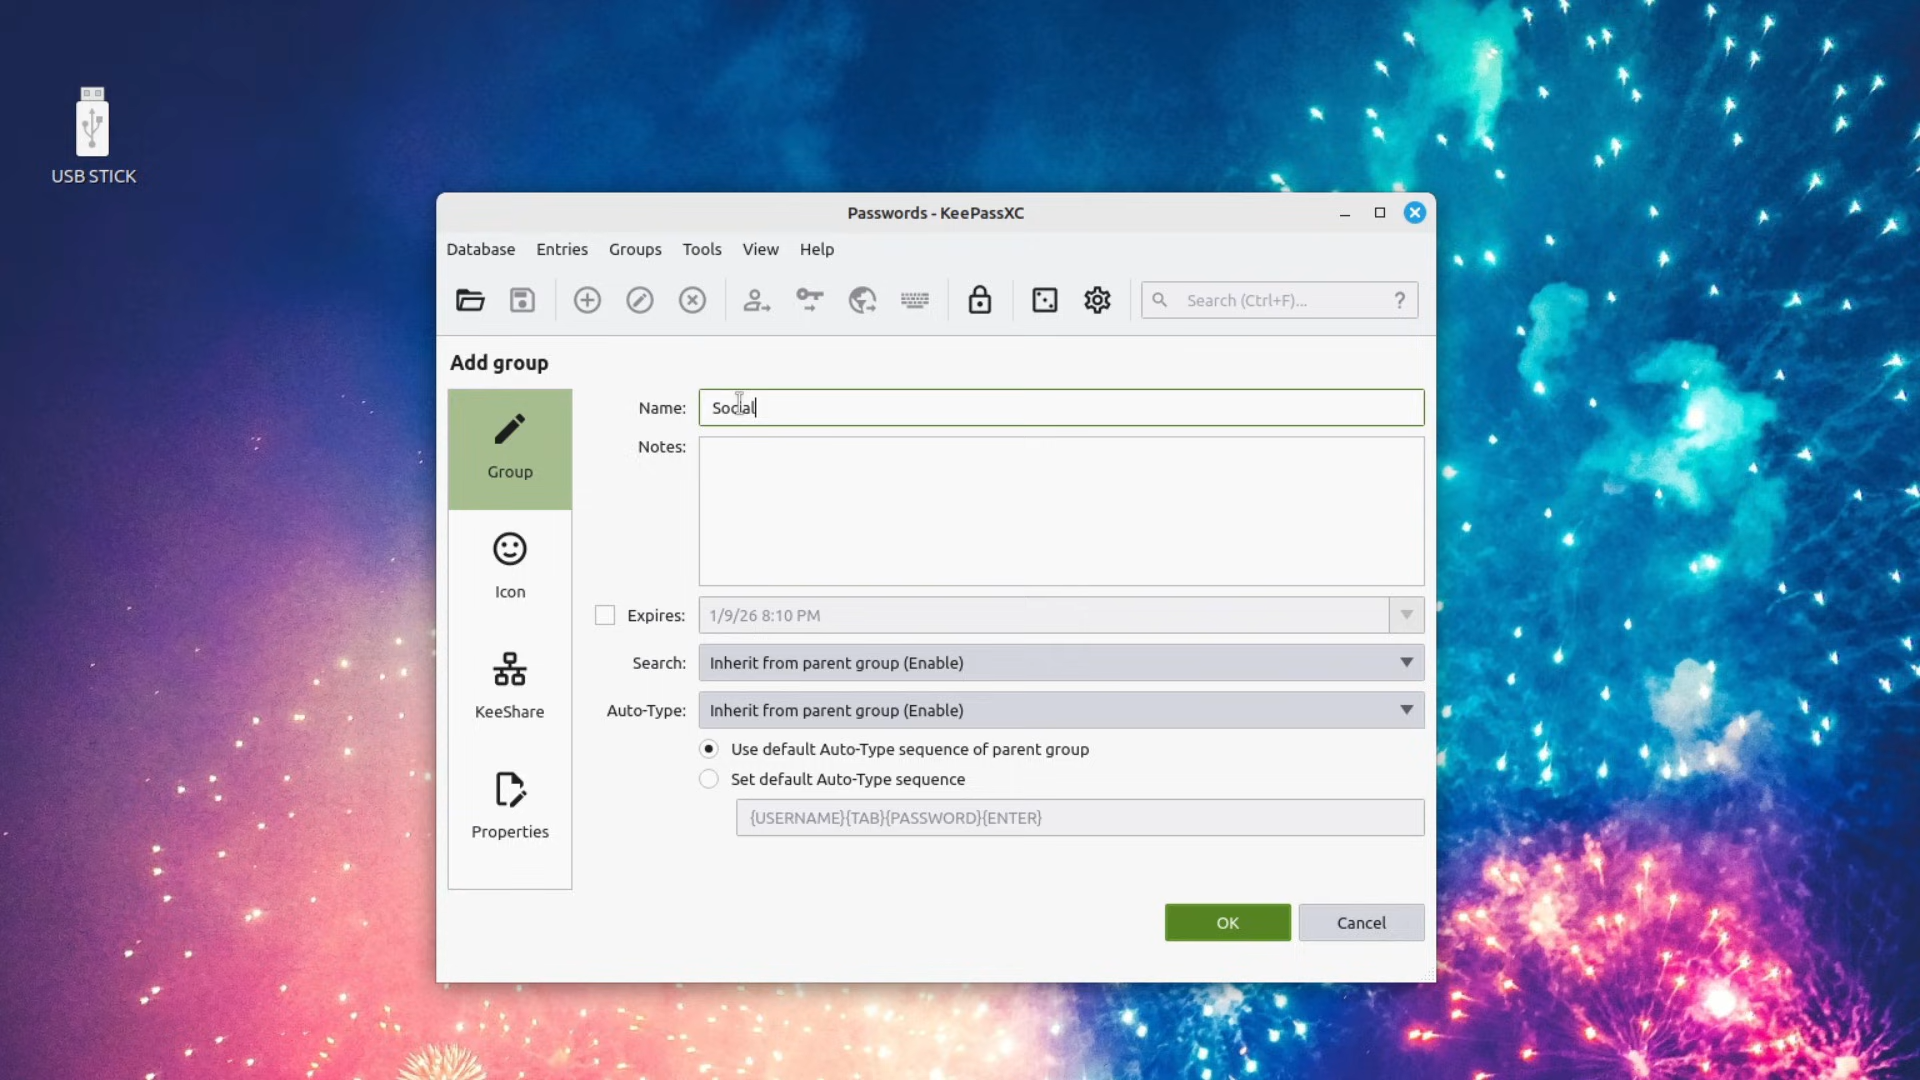 USB STICK
Passwords - KeePassXC
Database Entries Groups Tools View Help
Search (Ctrl+F)... ?
Add group
Group
Icon
KeeShare
Properties
Name: Social
Notes:
Expires: 1/9/26 8:10 PM
Search: Inherit from parent group (Enable)
Auto-Type: Inherit from parent group (Enable)
Use default Auto-Type sequence of parent group
Set default Auto-Type sequence
{USERNAME}{TAB}{PASSWORD}{ENTER}
OK Cancel